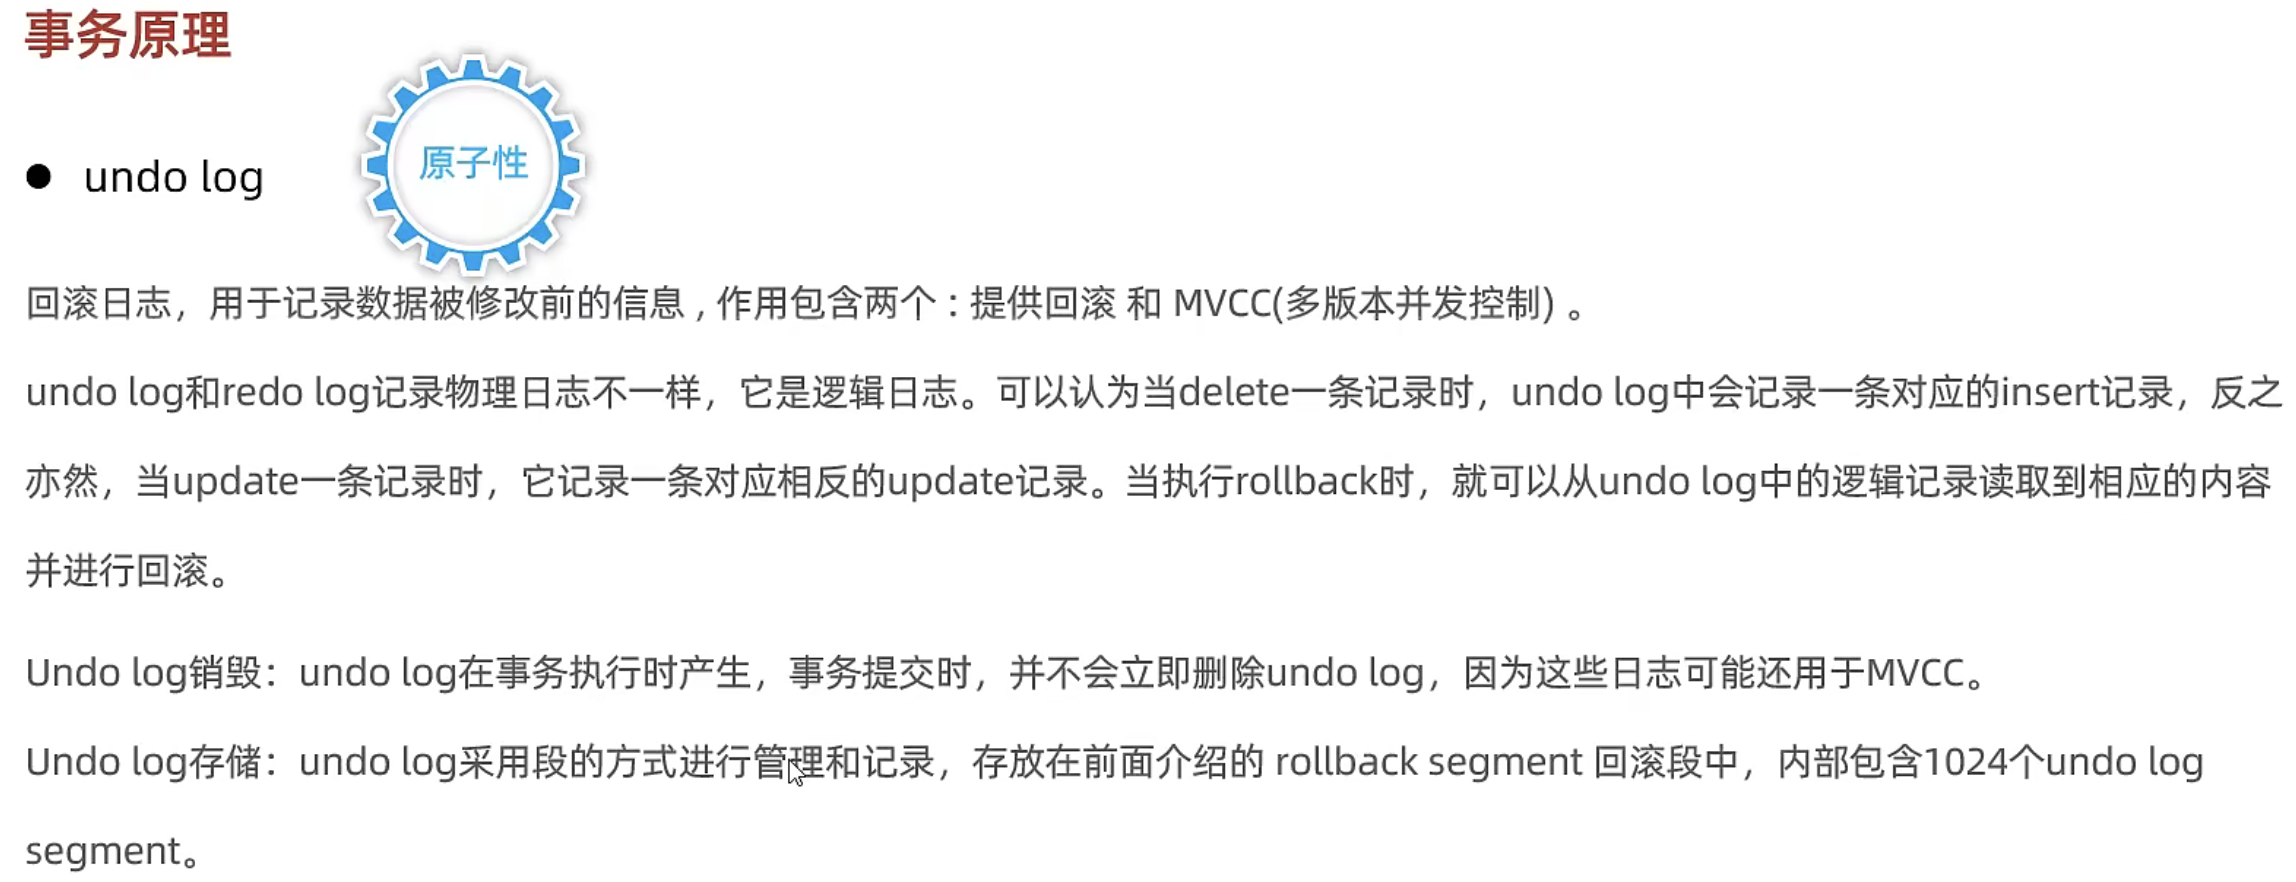 事务原理
● undo log
原子性
回滚日志，用于记录数据被修改前的信息 , 作用包含两个 : 提供回滚 和 MVCC(多版本并发控制) 。
undo log和redo log记录物理日志不一样，它是逻辑日志。可以认为当delete一条记录时，undo log中会记录一条对应的insert记录，反之
亦然，当update一条记录时，它记录一条对应相反的update记录。当执行rollback时，就可以从undo log中的逻辑记录读取到相应的内容
并进行回滚。
Undo log销毁：undo log在事务执行时产生，事务提交时，并不会立即删除undo log，因为这些日志可能还用于MVCC。
Undo log存储：undo log采用段的方式进行管理和记录，存放在前面介绍的 rollback segment 回滚段中，内部包含1024个undo log
segment。